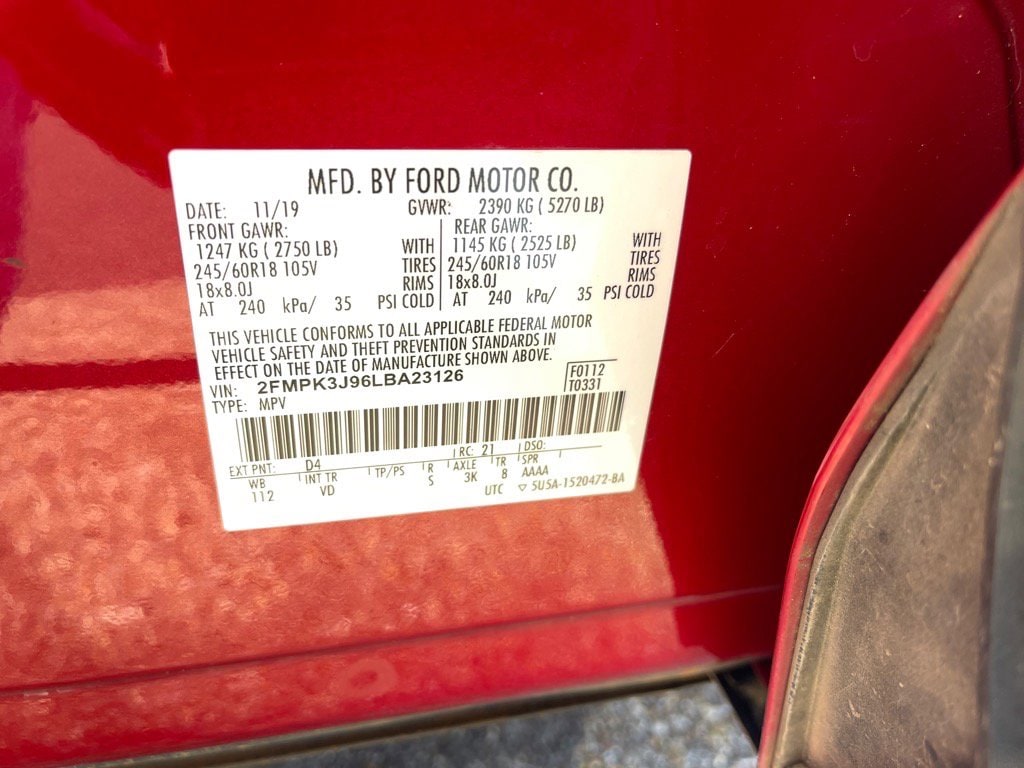 MFD. BY FORD MOTOR CO.
DATE: 11/19 GVWR: 2390 KG ( 5270 LB)
FRONT GAWR: REAR GAWR:
1247 KG ( 2750 LB) WITH 1145 KG ( 2525 LB) WITH
245/60R18 105V TIRES 245/60R18 105V TIRES
18x8.0J RIMS 18x8.0J RIMS
AT 240 kPa/ 35 PSI COLD AT 240 kPa/ 35 PSI COLD
THIS VEHICLE CONFORMS TO ALL APPLICABLE FEDERAL MOTOR
VEHICLE SAFETY AND THEFT PREVENTION STANDARDS IN
EFFECT ON THE DATE OF MANUFACTURE SHOWN ABOVE.
VIN: 2FMPK3J96LBA23126 F0112
TYPE: MPV T0331
EXT PNT: D4 RC: 21 DSO:
WB INT TR TP/PS R AXLE TR SPR
112 VD S 3K 8 AAAA
UTC ▽ 5U5A-1520472-BA